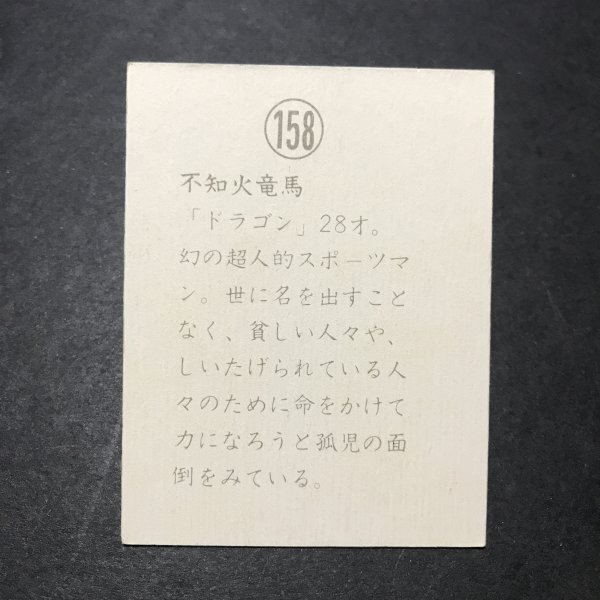 158
不知火竜馬
「ドラゴン」28才。
幻の超人的スポーツマ
ン。世に名を出すこと
なく、貧しい人々や、
しいたげられている人
々のために命をかけて
力になろうと孤児の面
倒をみている。